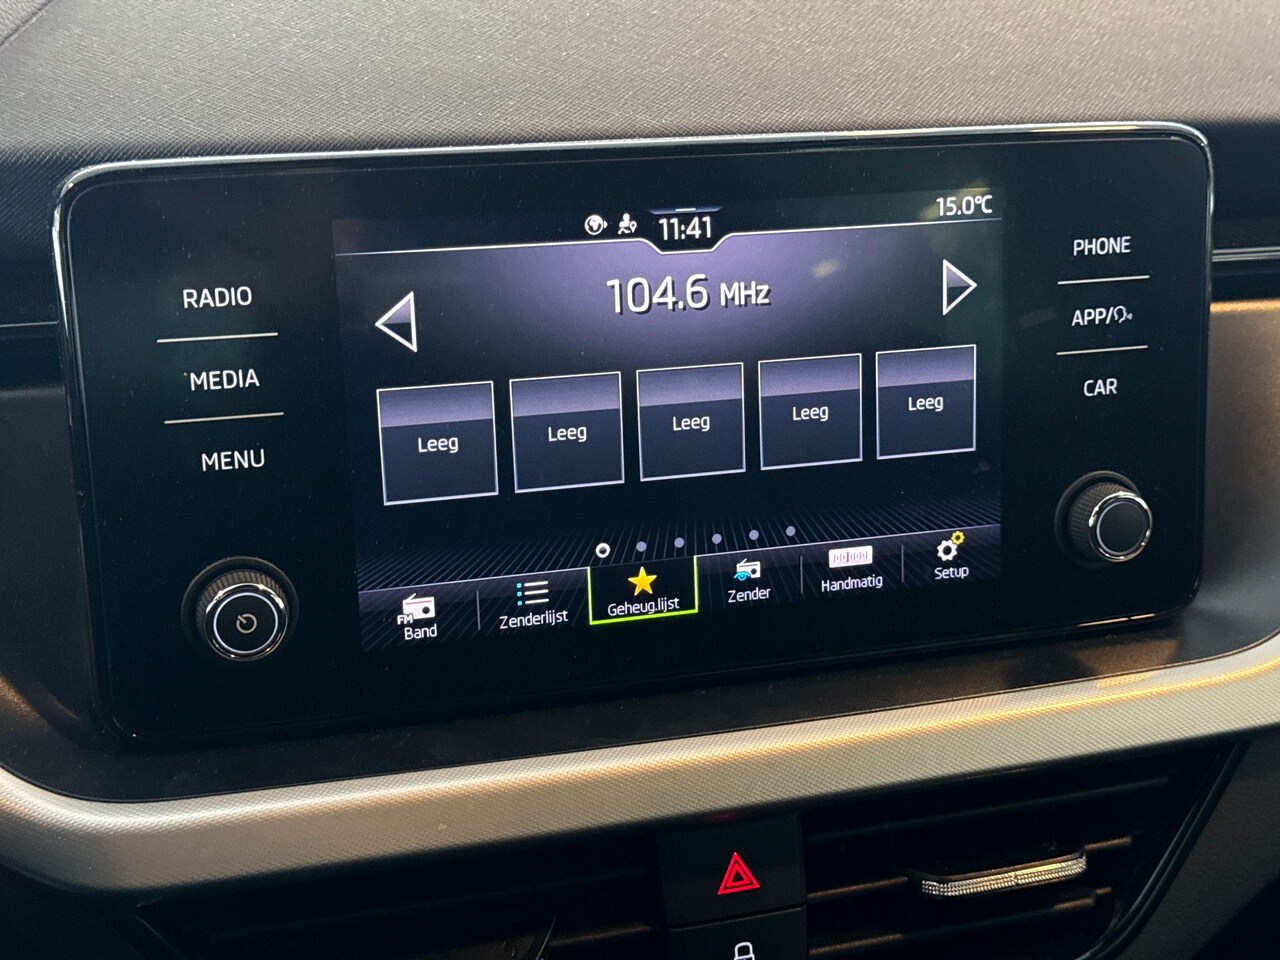 15.0°C
11:41
RADIO
MEDIA
MENU
104.6 MHz
PHONE
APP/
CAR
Leeg
Leeg
Leeg
Leeg
Leeg
FM
Band
Zenderlijst
Geheug.lijst
Zender
Handmatig
Setup